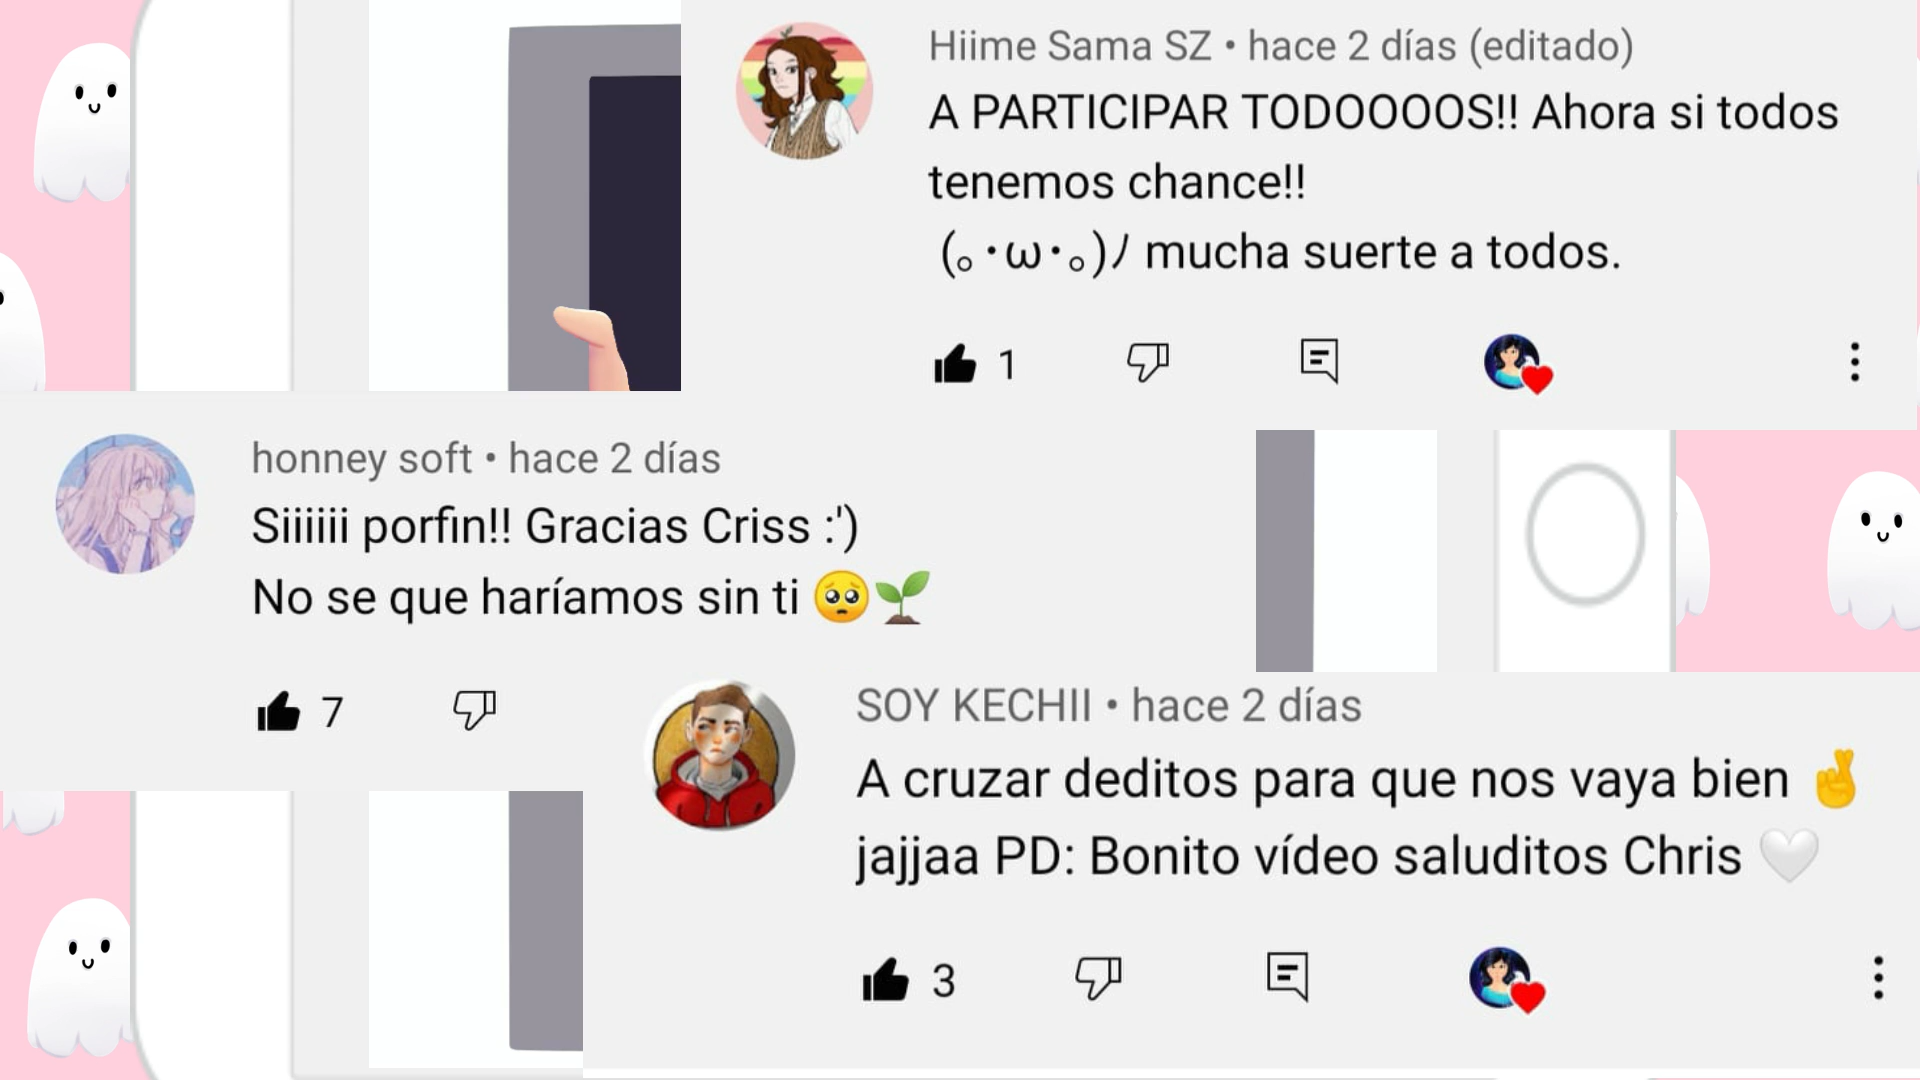 Hiime Sama SZ • hace 2 días (editado)
A PARTICIPAR TODOOOOS!! Ahora si todos
tenemos chance!!
(｡･ω･｡)ﾉ mucha suerte a todos.
1
honney soft • hace 2 días
Siiiiii porfin!! Gracias Criss :')
No se que haríamos sin ti 🥺🌱
7
SOY KECHII • hace 2 días
A cruzar deditos para que nos vaya bien 🤞
jajjaa PD: Bonito vídeo saluditos Chris 🤍
3